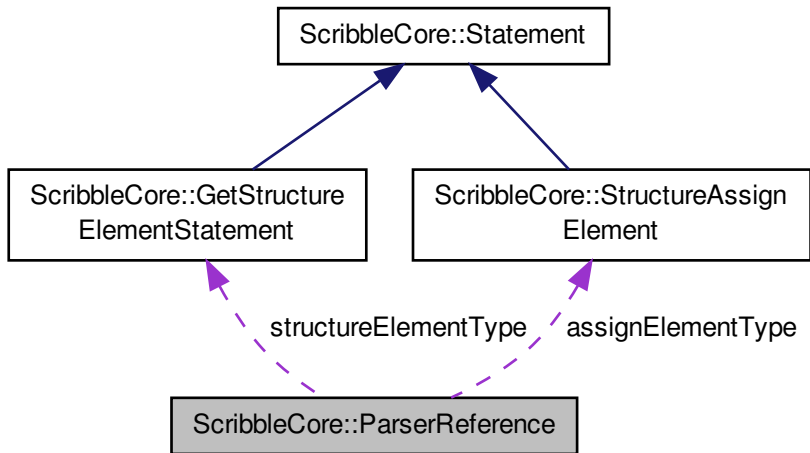 ScribbleCore::Statement
ScribbleCore::GetStructure
ElementStatement
ScribbleCore::StructureAssign
Element
structureElementType
assignElementType
ScribbleCore::ParserReference